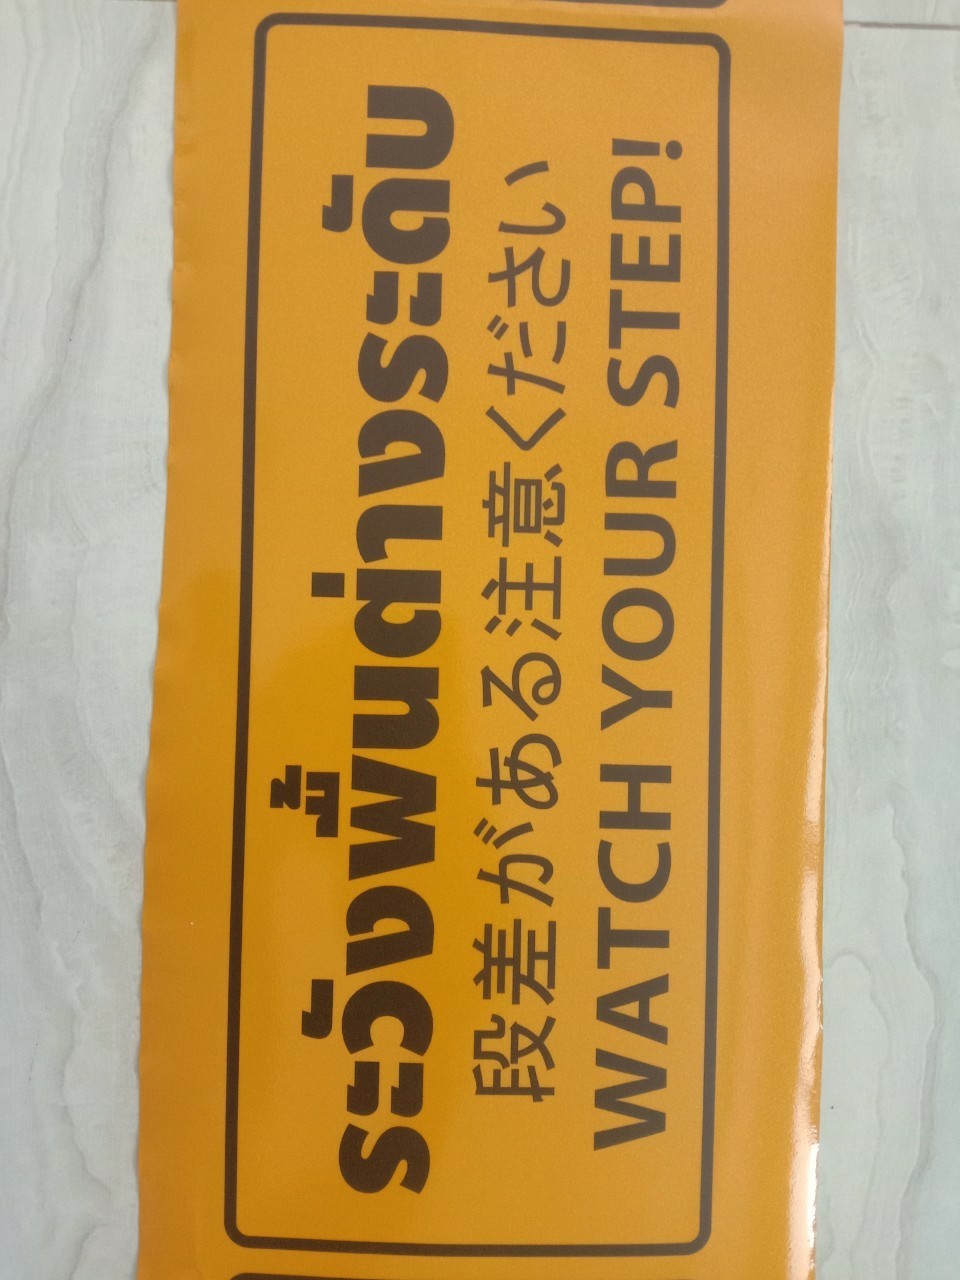 ระวังพื้นต่างระดับ
段差がある注意ください
WATCH YOUR STEP!